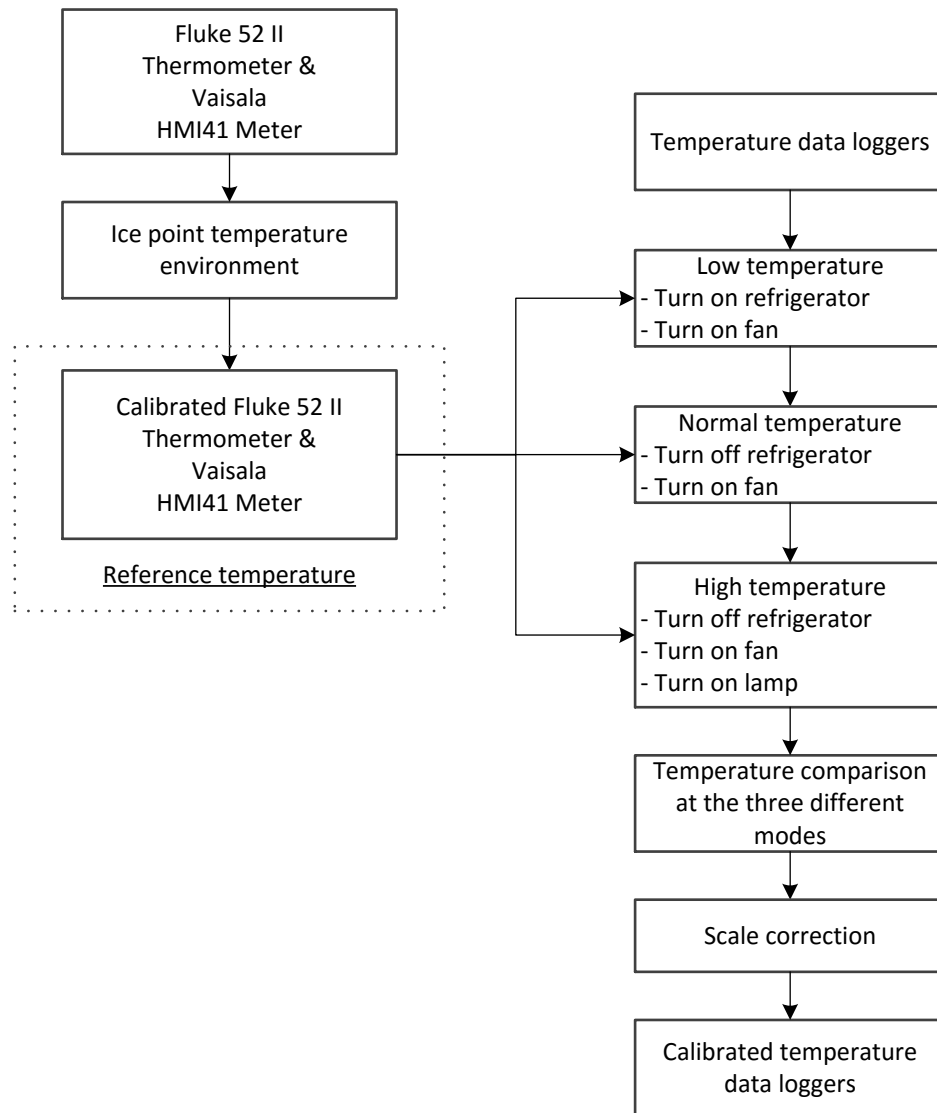 Fluke 52 II
Thermometer &
Vaisala
HMI41 Meter
Ice point temperature
environment
Calibrated Fluke 52 II
Thermometer &
Vaisala
HMI41 Meter
Reference temperature
Temperature data loggers
Low temperature
- Turn on refrigerator
- Turn on fan
Normal temperature
- Turn off refrigerator
- Turn on fan
High temperature
- Turn off refrigerator
- Turn on fan
- Turn on lamp
Temperature comparison
at the three different
modes
Scale correction
Calibrated temperature
data loggers